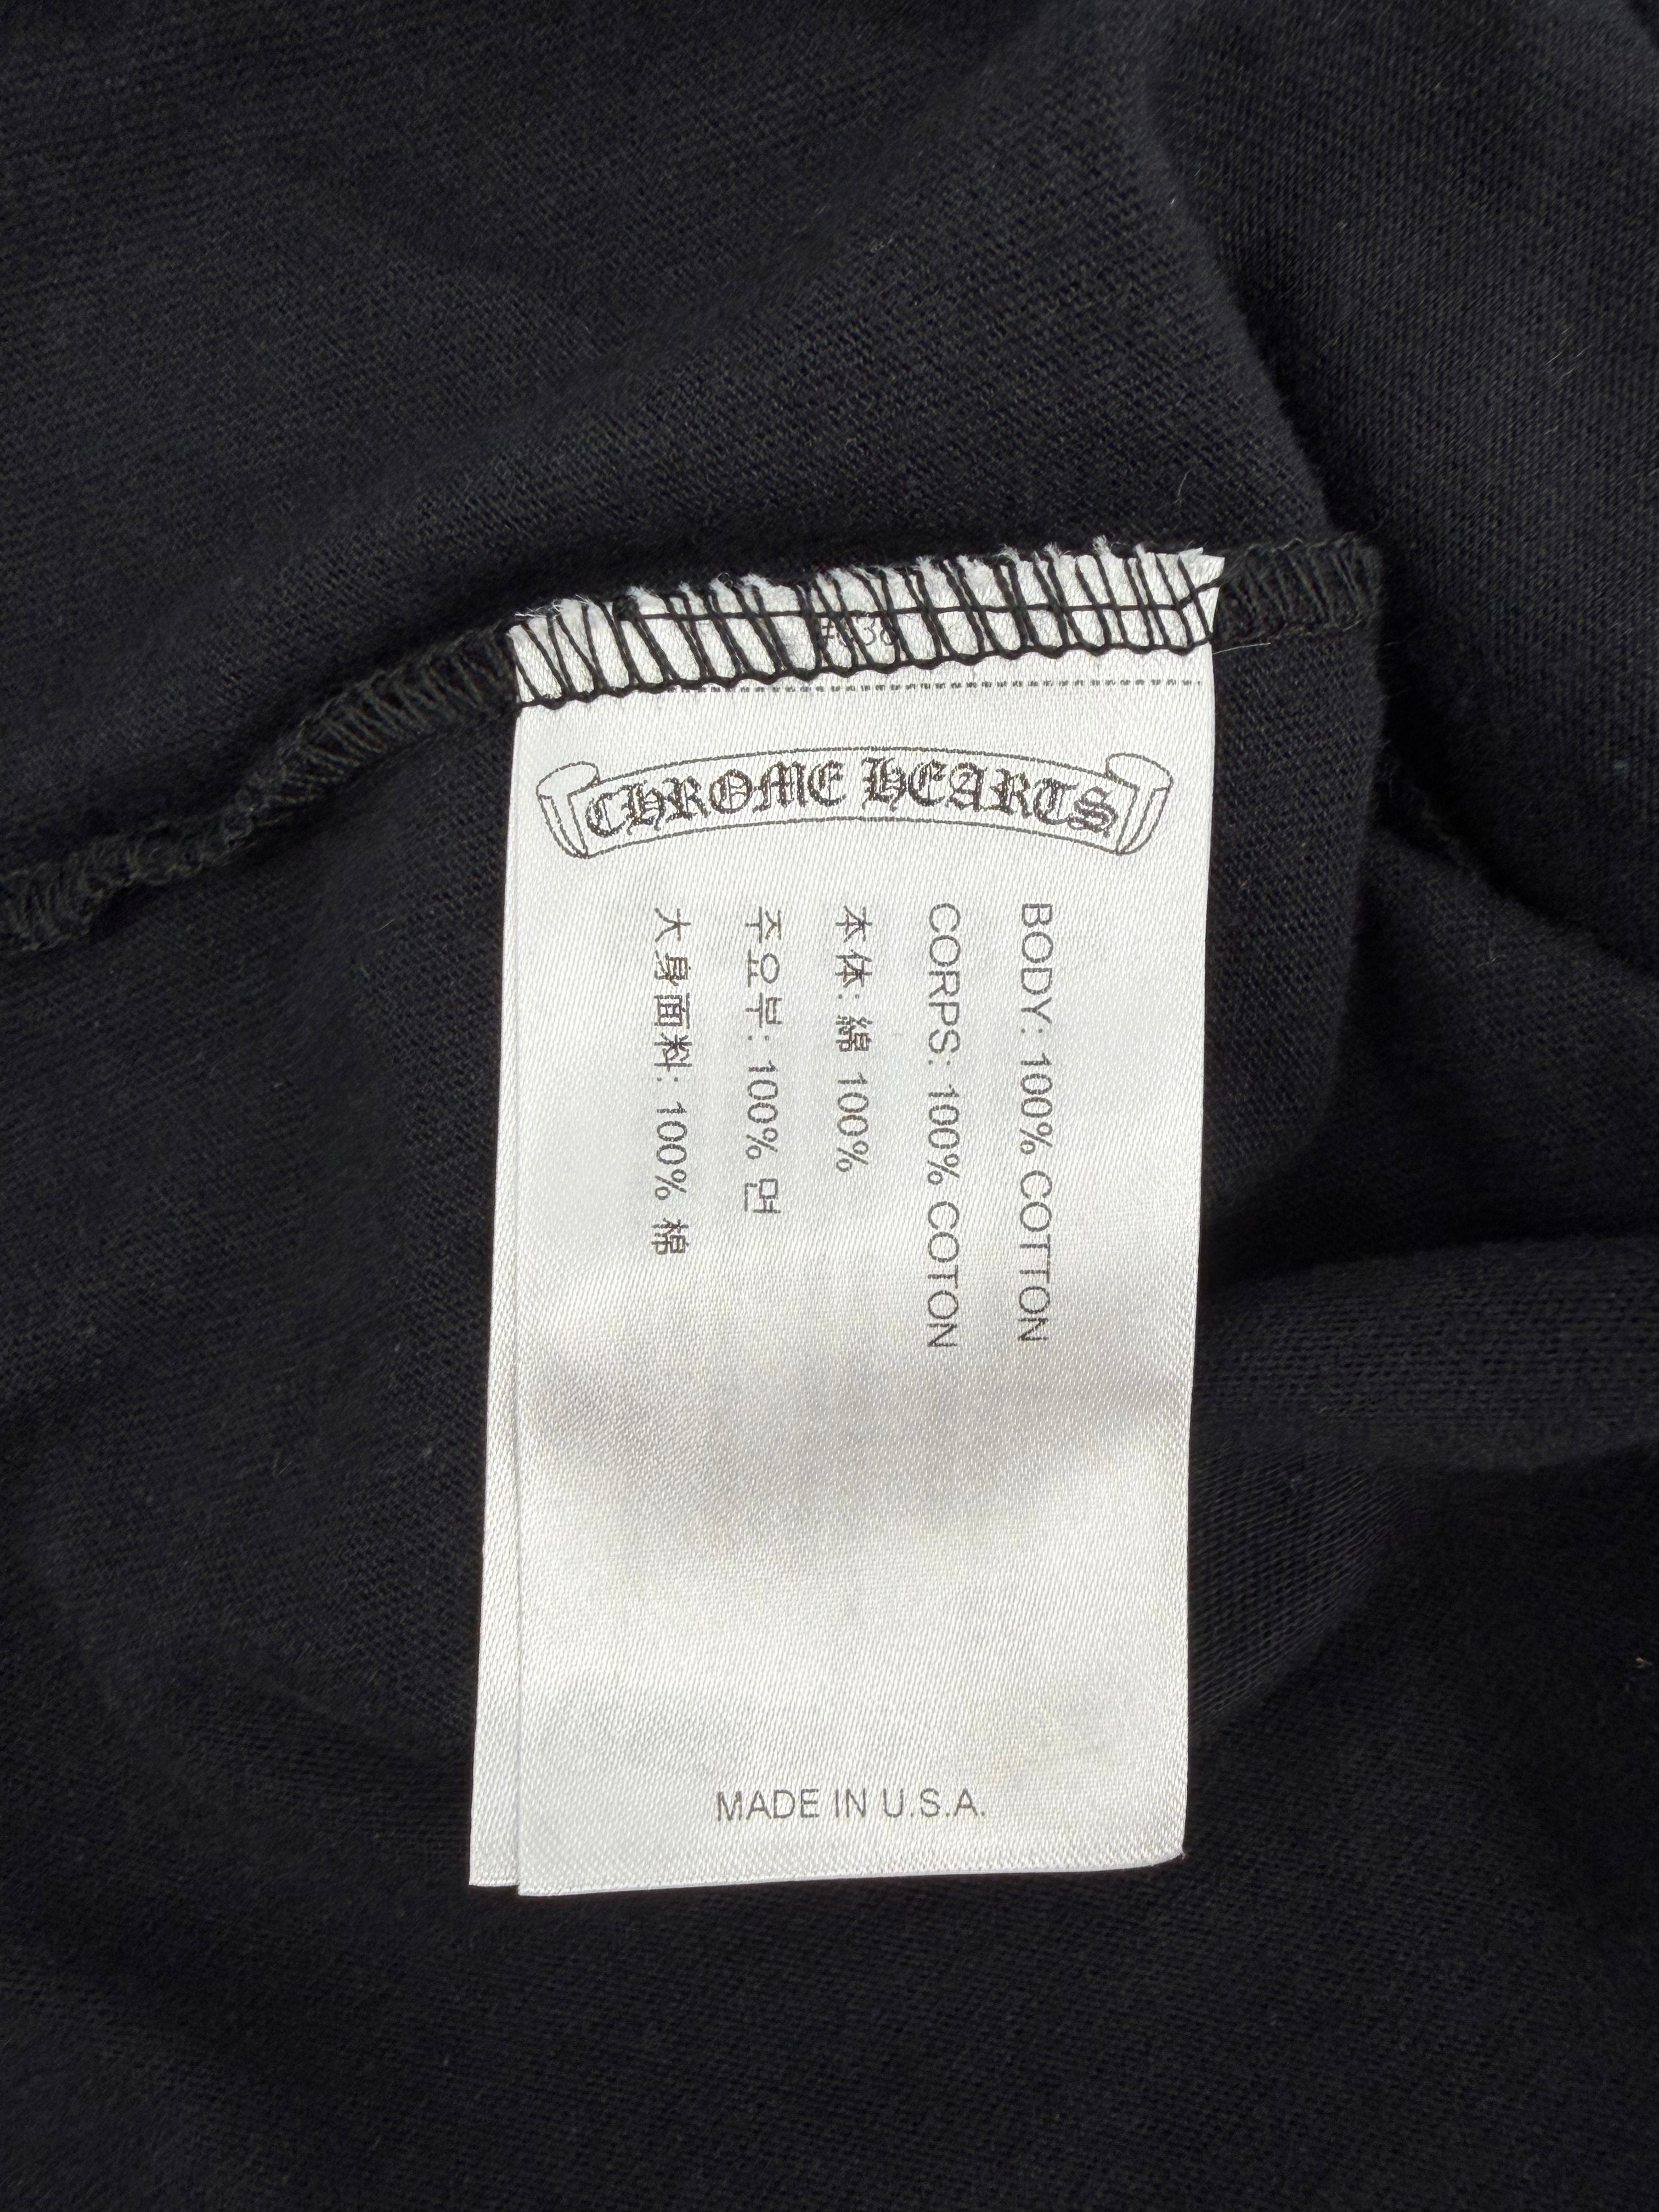 CHROME HEARTS
BODY: 100% COTTON
CORPS: 100% COTON
本体: 綿 100%
주요부: 100% 면
大身面料: 100% 棉
MADE IN U.S.A.